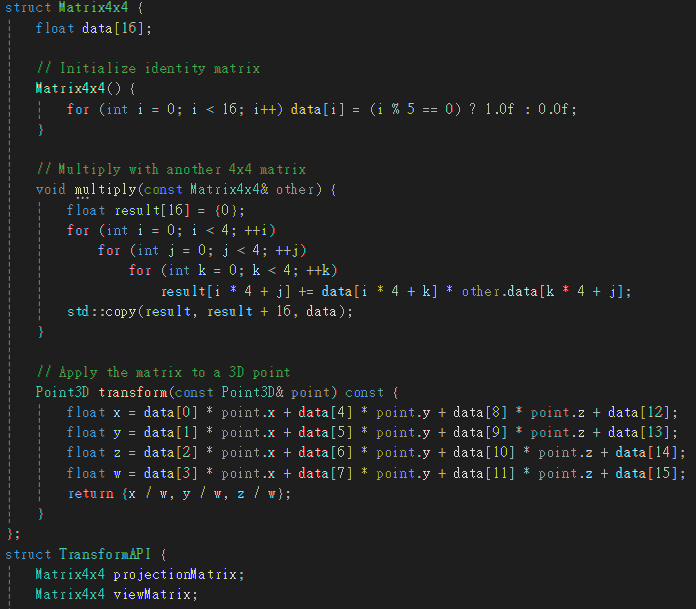 struct Matrix4x4 {
    float data[16];

    // Initialize identity matrix
    Matrix4x4() {
        for (int i = 0; i < 16; i++) data[i] = (i % 5 == 0) ? 1.0f : 0.0f;
    }

    // Multiply with another 4x4 matrix
    void multiply(const Matrix4x4& other) {
        float result[16] = {0};
        for (int i = 0; i < 4; ++i)
            for (int j = 0; j < 4; ++j)
                for (int k = 0; k < 4; ++k)
                    result[i * 4 + j] += data[i * 4 + k] * other.data[k * 4 + j];
        std::copy(result, result + 16, data);
    }

    // Apply the matrix to a 3D point
    Point3D transform(const Point3D& point) const {
        float x = data[0] * point.x + data[4] * point.y + data[8] * point.z + data[12];
        float y = data[1] * point.x + data[5] * point.y + data[9] * point.z + data[13];
        float z = data[2] * point.x + data[6] * point.y + data[10] * point.z + data[14];
        float w = data[3] * point.x + data[7] * point.y + data[11] * point.z + data[15];
        return {x / w, y / w, z / w};
    }
};
struct TransformAPI {
    Matrix4x4 projectionMatrix;
    Matrix4x4 viewMatrix;